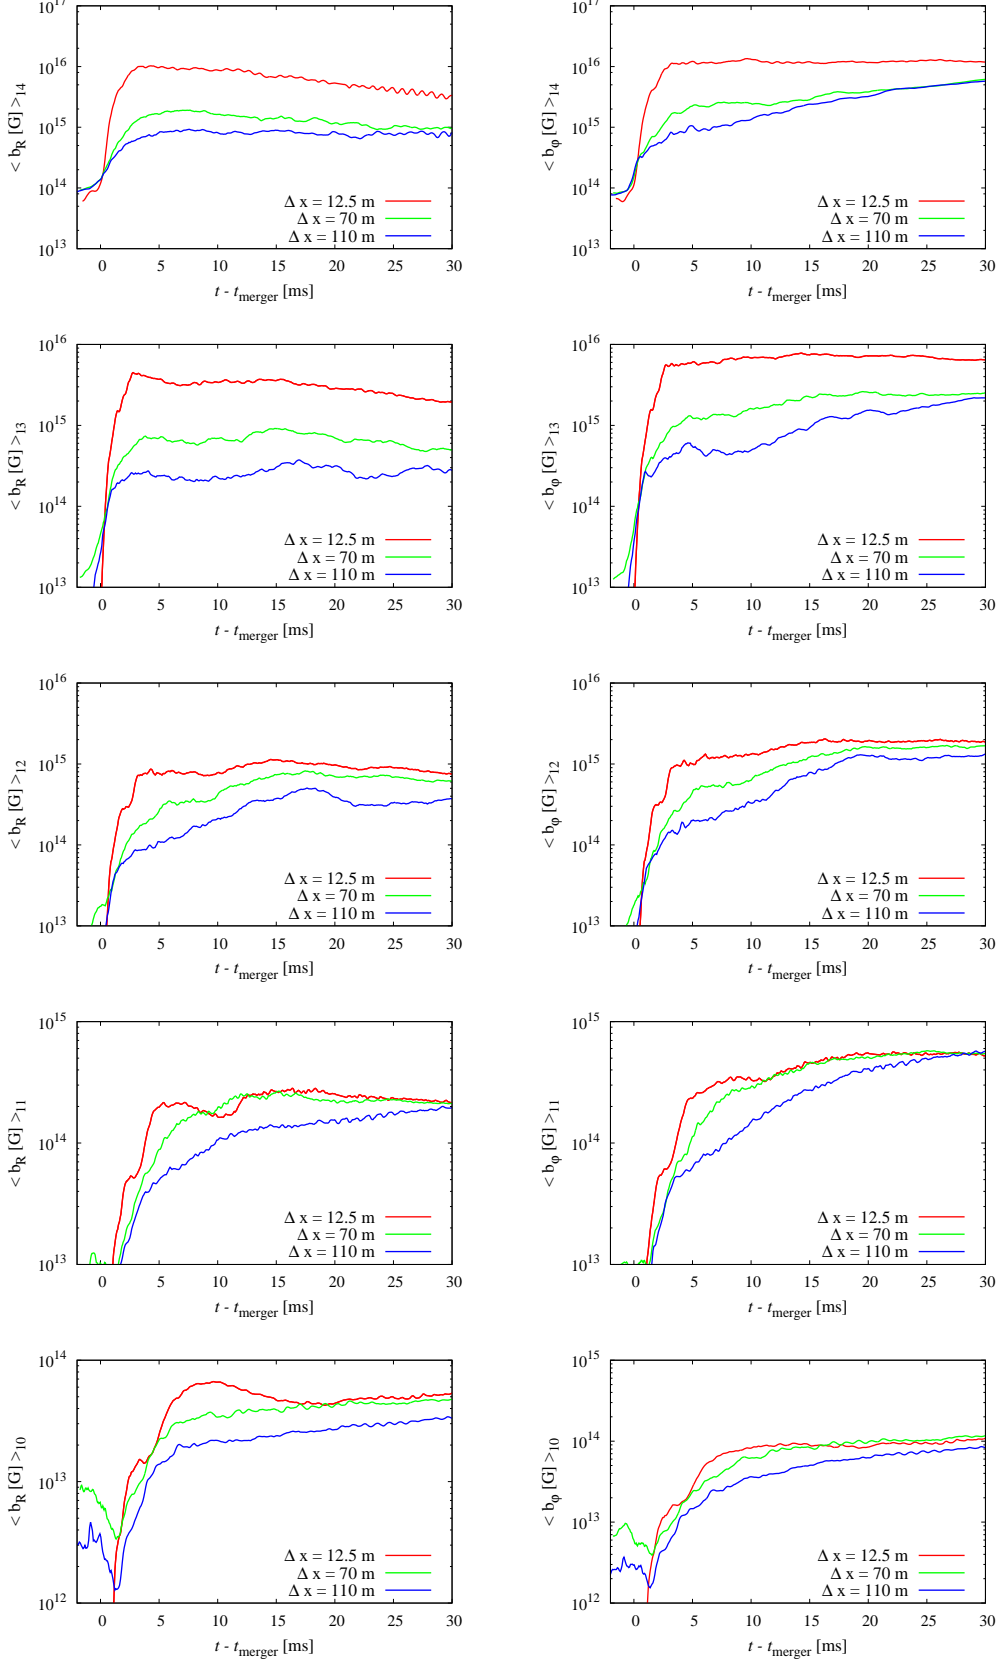 10^17
10^16
10^15
10^14
10^13
< b_R [G] >_14
Δ x = 12.5 m
Δ x = 70 m
Δ x = 110 m
0 5 10 15 20 25 30
t - t_merger [ms]
10^17
10^16
10^15
10^14
10^13
< b_φ [G] >_14
Δ x = 12.5 m
Δ x = 70 m
Δ x = 110 m
0 5 10 15 20 25 30
t - t_merger [ms]
10^16
10^15
10^14
10^13
< b_R [G] >_13
Δ x = 12.5 m
Δ x = 70 m
Δ x = 110 m
0 5 10 15 20 25 30
t - t_merger [ms]
10^16
10^15
10^14
10^13
< b_φ [G] >_13
Δ x = 12.5 m
Δ x = 70 m
Δ x = 110 m
0 5 10 15 20 25 30
t - t_merger [ms]
10^16
10^15
10^14
10^13
< b_R [G] >_12
Δ x = 12.5 m
Δ x = 70 m
Δ x = 110 m
0 5 10 15 20 25 30
t - t_merger [ms]
10^16
10^15
10^14
10^13
< b_φ [G] >_12
Δ x = 12.5 m
Δ x = 70 m
Δ x = 110 m
0 5 10 15 20 25 30
t - t_merger [ms]
10^15
10^14
10^13
< b_R [G] >_11
Δ x = 12.5 m
Δ x = 70 m
Δ x = 110 m
0 5 10 15 20 25 30
t - t_merger [ms]
10^15
10^14
10^13
< b_φ [G] >_11
Δ x = 12.5 m
Δ x = 70 m
Δ x = 110 m
0 5 10 15 20 25 30
t - t_merger [ms]
10^14
10^13
10^12
< b_R [G] >_10
Δ x = 12.5 m
Δ x = 70 m
Δ x = 110 m
0 5 10 15 20 25 30
t - t_merger [ms]
10^15
10^14
10^13
10^12
< b_φ [G] >_10
Δ x = 12.5 m
Δ x = 70 m
Δ x = 110 m
0 5 10 15 20 25 30
t - t_merger [ms]